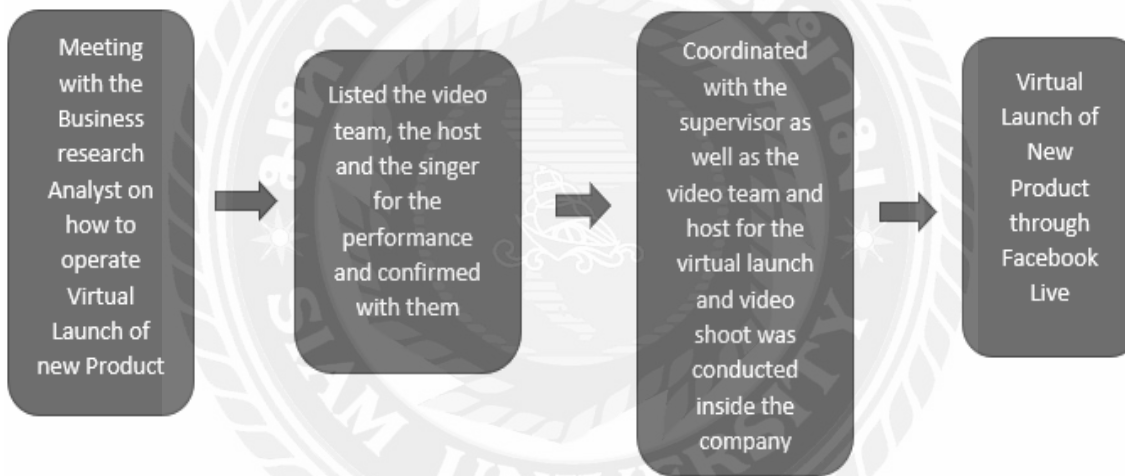 Meeting
with the
Business
research
Analyst on
how to
operate
Virtual
Launch of
new Product
Listed the video
team, the host
and the singer
for the
performance
and confirmed
with them
Coordinated
with the
supervisor as
well as the
video team and
host for the
virtual launch
and video
shoot was
conducted
inside the
company
Virtual
Launch of
New
Product
through
Facebook
Live
SIAM UNIVERSITY